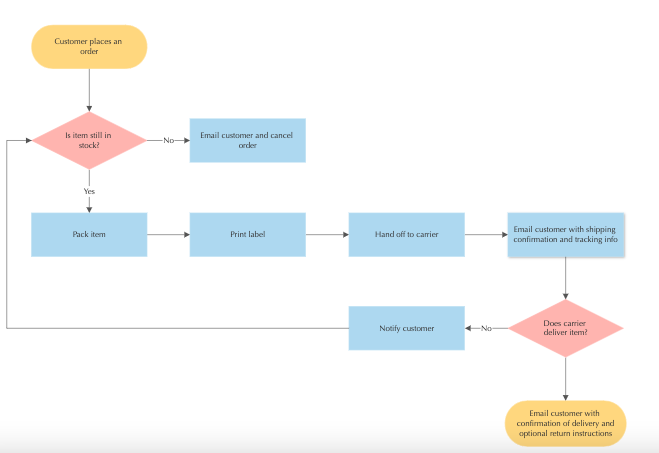 Customer places an
order
Is item still in
stock?
No
Email customer and cancel
order
Yes
Pack item
Print label
Hand off to carrier
Email customer with shipping
confirmation and tracking info
Does carrier
deliver item?
No
Notify customer
Email customer with
confirmation of delivery and
optional return instructions